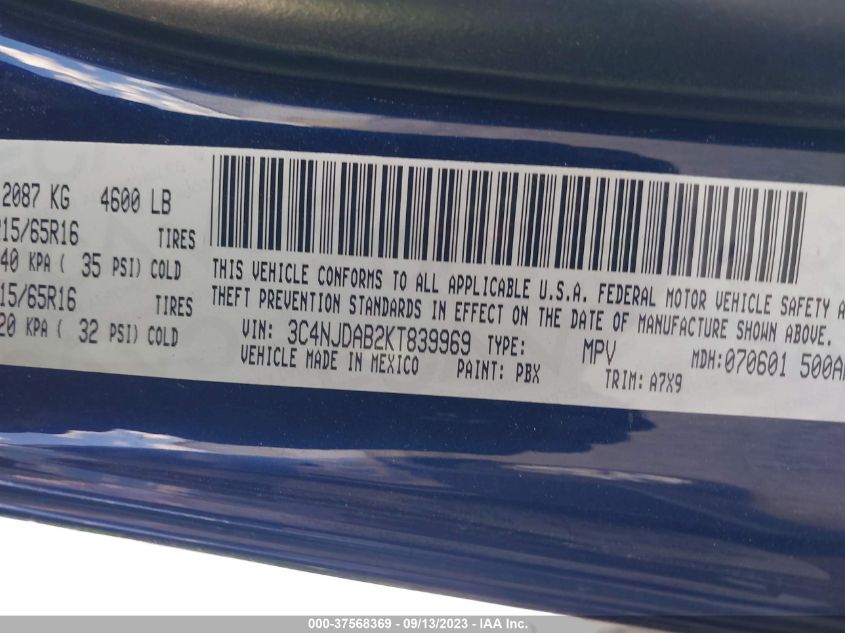 2087 KG 4600 LB
15/65R16 TIRES
40 KPA ( 35 PSI) COLD
15/65R16 TIRES
20 KPA ( 32 PSI) COLD
THIS VEHICLE CONFORMS TO ALL APPLICABLE U.S.A. FEDERAL MOTOR VEHICLE SAFETY A
THEFT PREVENTION STANDARDS IN EFFECT ON THE DATE OF MANUFACTURE SHOWN ABOVE.
VIN: 3C4NJDAB2KT839969 TYPE: MPV MDH:070601 500A
VEHICLE MADE IN MEXICO PAINT: PBX TRIM: A7X9
000-37568369 - 09/13/2023 - IAAI Inc.